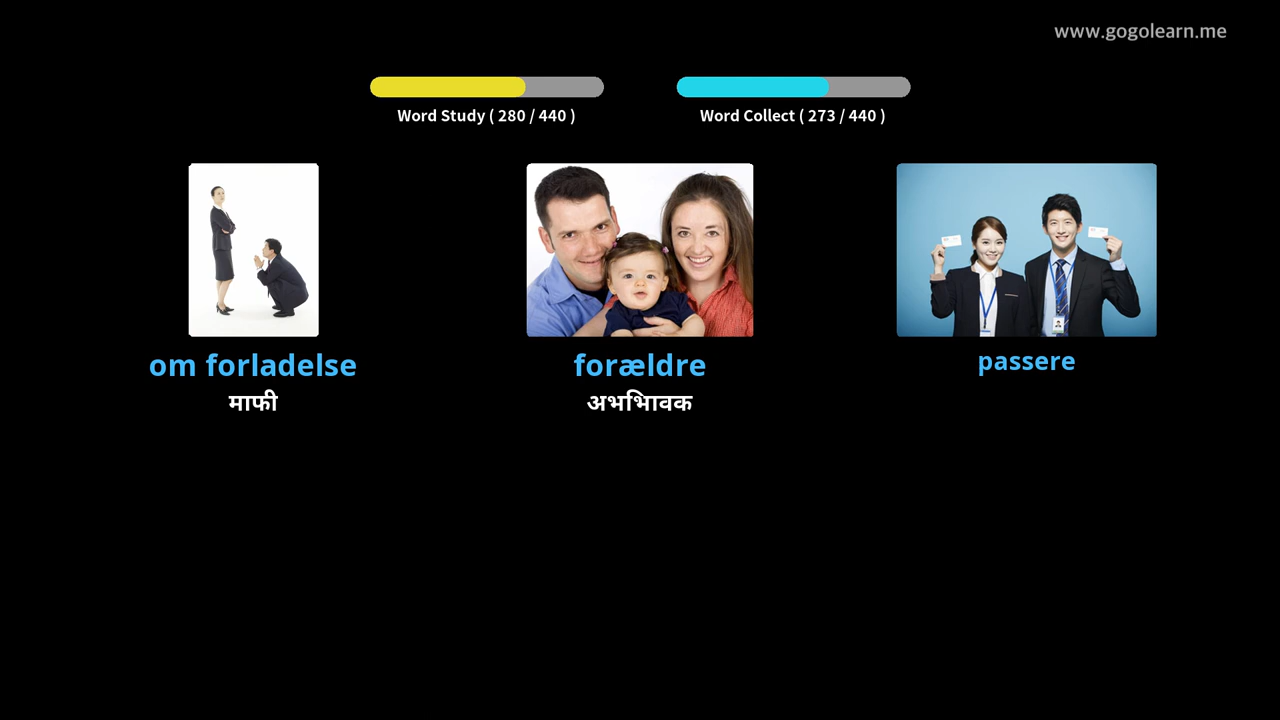 www.gogolearn.me
Word Study ( 280 / 440 )
Word Collect ( 273 / 440 )
om forladelse
forældre
passere
माफी
अभिभावक